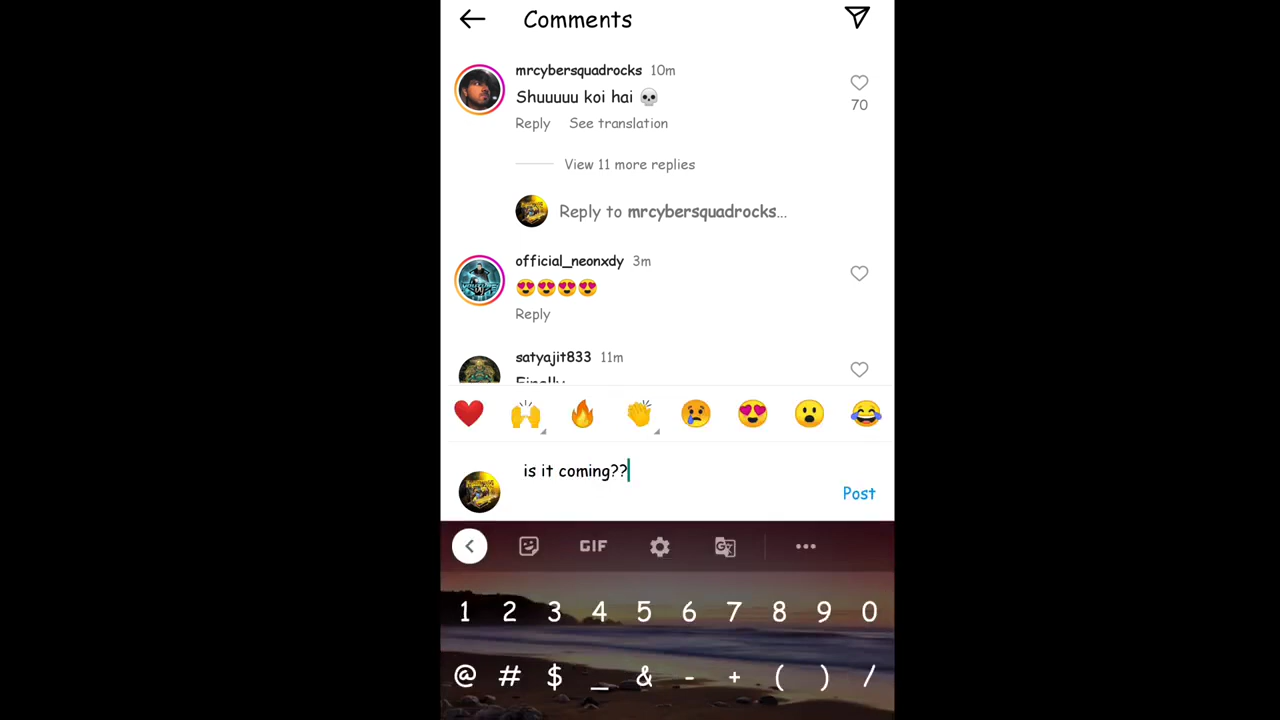 Comments
mrcybersquadrocks 10m
Shuuuuu koi hai 💀
70
Reply See translation
View 11 more replies
Reply to mrcybersquadrocks...
official_neonxdy 3m
😍😍😍😍
Reply
satyajit833 11m
Finally
is it coming??
Post
GIF
1 2 3 4 5 6 7 8 9 0
@ # $ _ & - + ( ) /